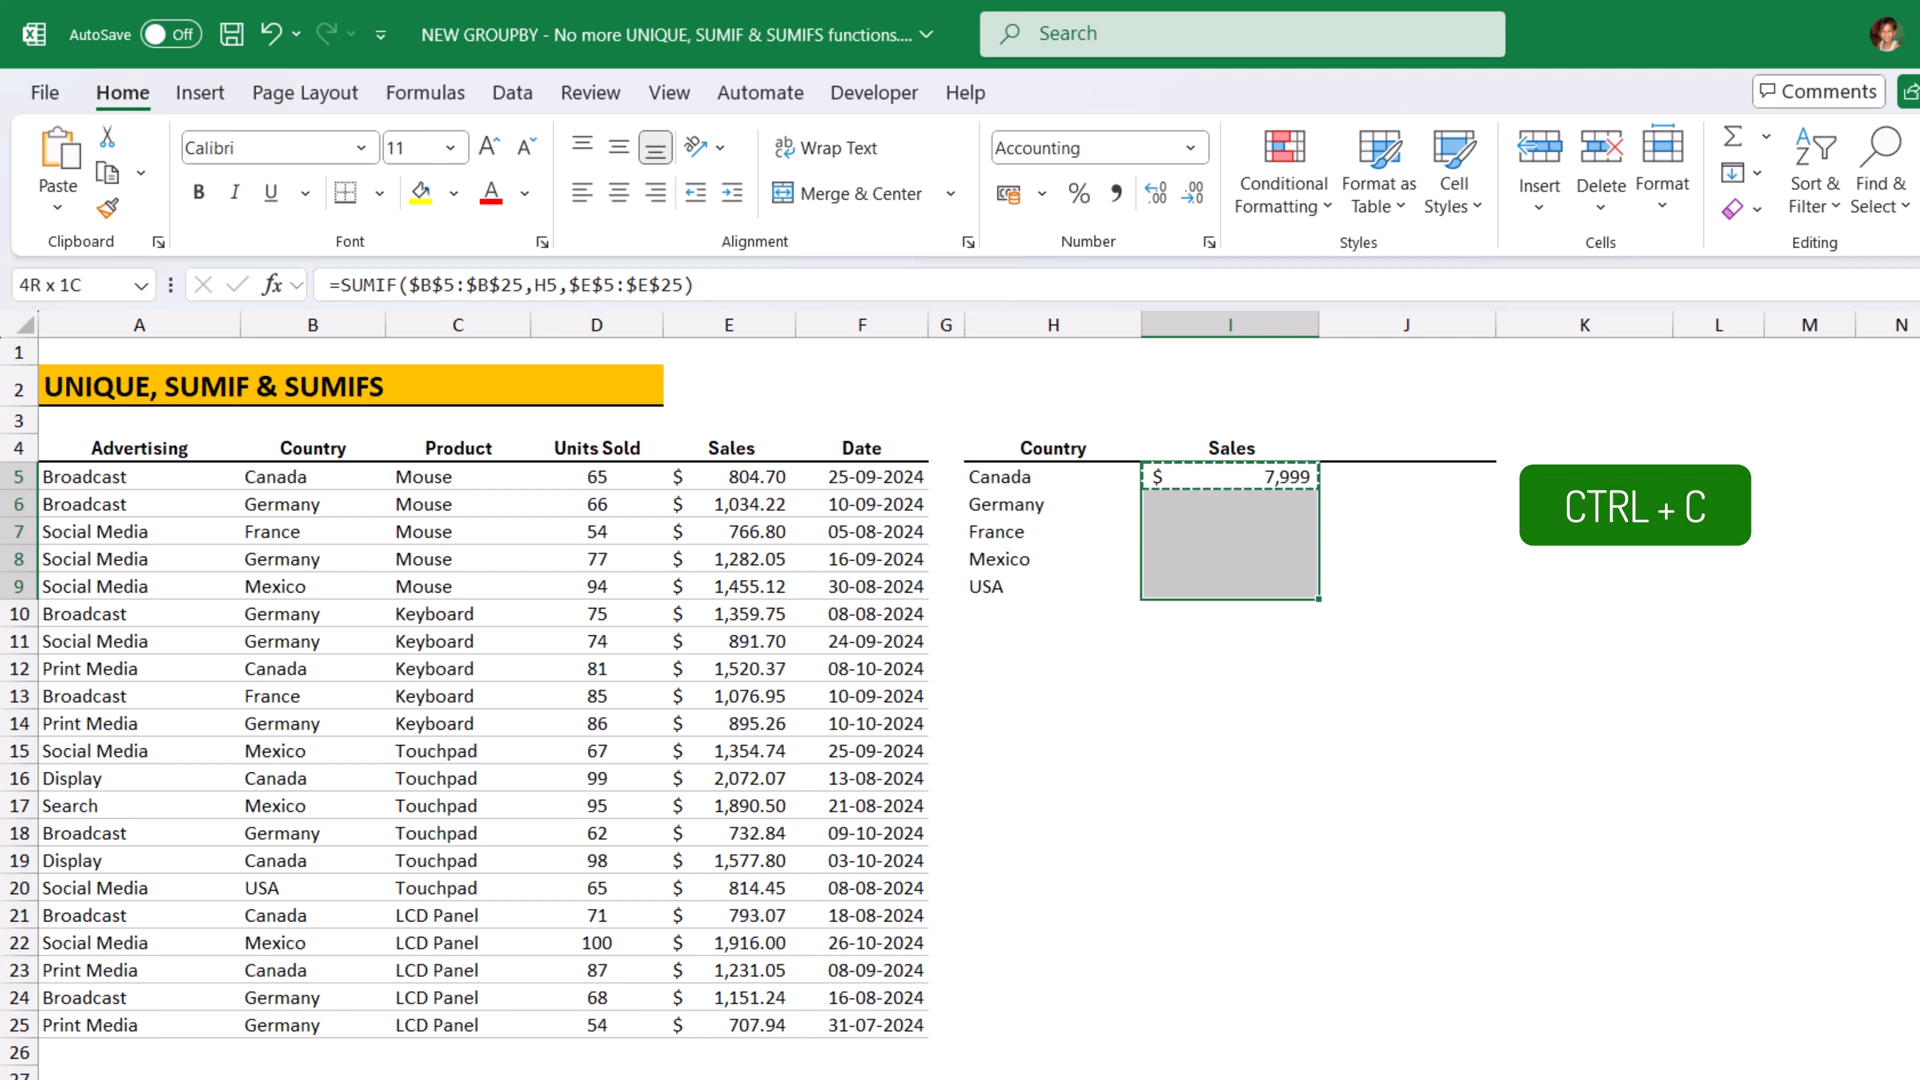 AutoSave Off NEW GROUPBY - No more UNIQUE, SUMIF & SUMIFS functions.... Search
File Home Insert Page Layout Formulas Data Review View Automate Developer Help Comments
Paste
Clipboard
Calibri 11
B I U A
Font
ab Wrap Text
Merge & Center
Alignment
Accounting
% , .00 .00
Number
Conditional Formatting
Format as Table
Cell Styles
Styles
Insert Delete Format
Cells
Sort & Filter
Find & Select
Editing
4R x 1C fx =SUMIF($B$5:$B$25,H5,$E$5:$E$25)
A B C D E F G H I J K L M N
1
2 UNIQUE, SUMIF & SUMIFS
3
4 Advertising Country Product Units Sold Sales Date Country Sales
5 Broadcast Canada Mouse 65 $ 804.70 25-09-2024 Canada $ 7,999
6 Broadcast Germany Mouse 66 $ 1,034.22 10-09-2024 Germany
7 Social Media France Mouse 54 $ 766.80 05-08-2024 France
8 Social Media Germany Mouse 77 $ 1,282.05 16-09-2024 Mexico
9 Social Media Mexico Mouse 94 $ 1,455.12 30-08-2024 USA
CTRL + C
10 Broadcast Germany Keyboard 75 $ 1,359.75 08-08-2024
11 Social Media Germany Keyboard 74 $ 891.70 24-09-2024
12 Print Media Canada Keyboard 81 $ 1,520.37 08-10-2024
13 Broadcast France Keyboard 85 $ 1,076.95 10-09-2024
14 Print Media Germany Keyboard 86 $ 895.26 10-10-2024
15 Social Media Mexico Touchpad 67 $ 1,354.74 25-09-2024
16 Display Canada Touchpad 99 $ 2,072.07 13-08-2024
17 Search Mexico Touchpad 95 $ 1,890.50 21-08-2024
18 Broadcast Germany Touchpad 62 $ 732.84 09-10-2024
19 Display Canada Touchpad 98 $ 1,577.80 03-10-2024
20 Social Media USA Touchpad 65 $ 814.45 08-08-2024
21 Broadcast Canada LCD Panel 71 $ 793.07 18-08-2024
22 Social Media Mexico LCD Panel 100 $ 1,916.00 26-10-2024
23 Print Media Canada LCD Panel 87 $ 1,231.05 08-09-2024
24 Broadcast Germany LCD Panel 68 $ 1,151.24 16-08-2024
25 Print Media Germany LCD Panel 54 $ 707.94 31-07-2024
26
27